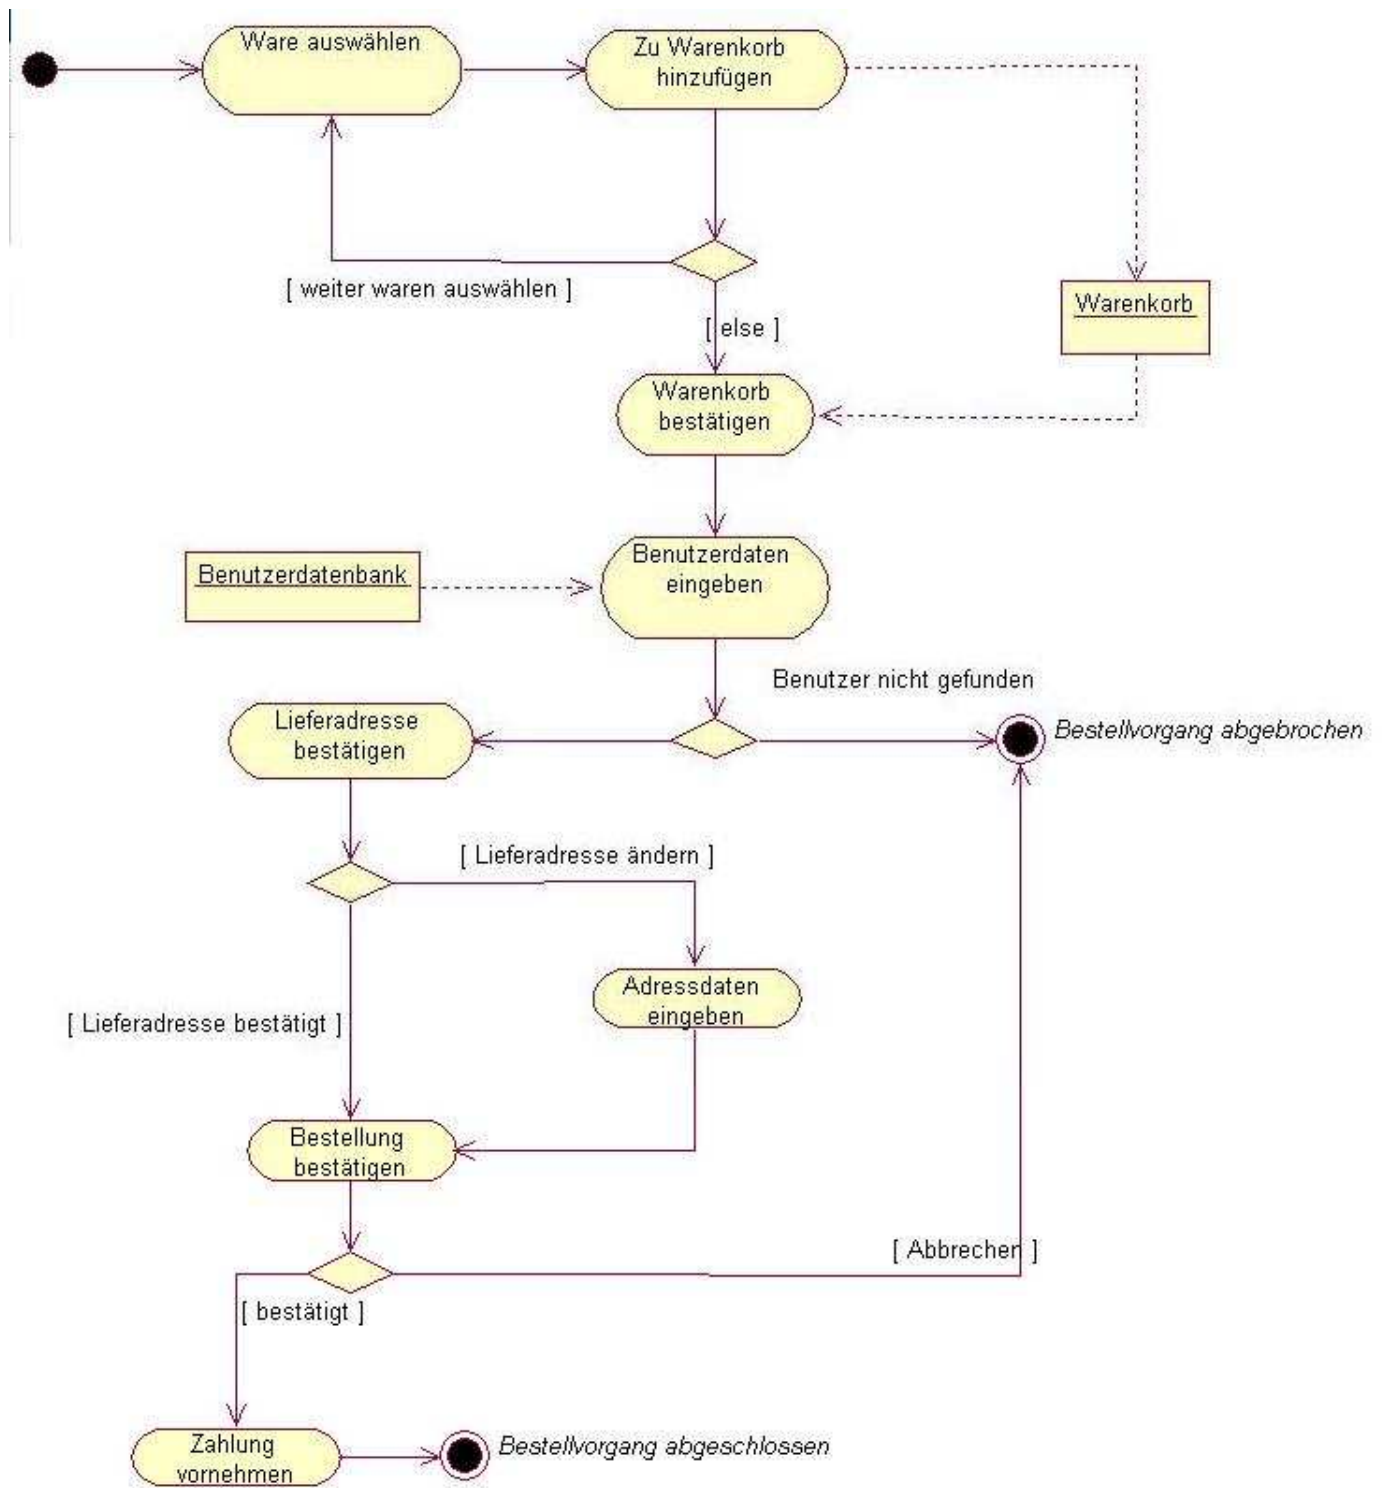 Ware auswählen
Zu Warenkorb
hinzufügen
[ weiter waren auswählen ]
Warenkorb
[ else ]
Warenkorb
bestätigen
Benutzerdaten
eingeben
Benutzerdatenbank
Benutzer nicht gefunden
Lieferadresse
bestätigen
Bestellvorgang abgebrochen
[ Lieferadresse ändern ]
Adressdaten
eingeben
[ Lieferadresse bestätigt ]
Bestellung
bestätigen
[ Abbrechen ]
[ bestätigt ]
Zahlung
vornehmen
Bestellvorgang abgeschlossen